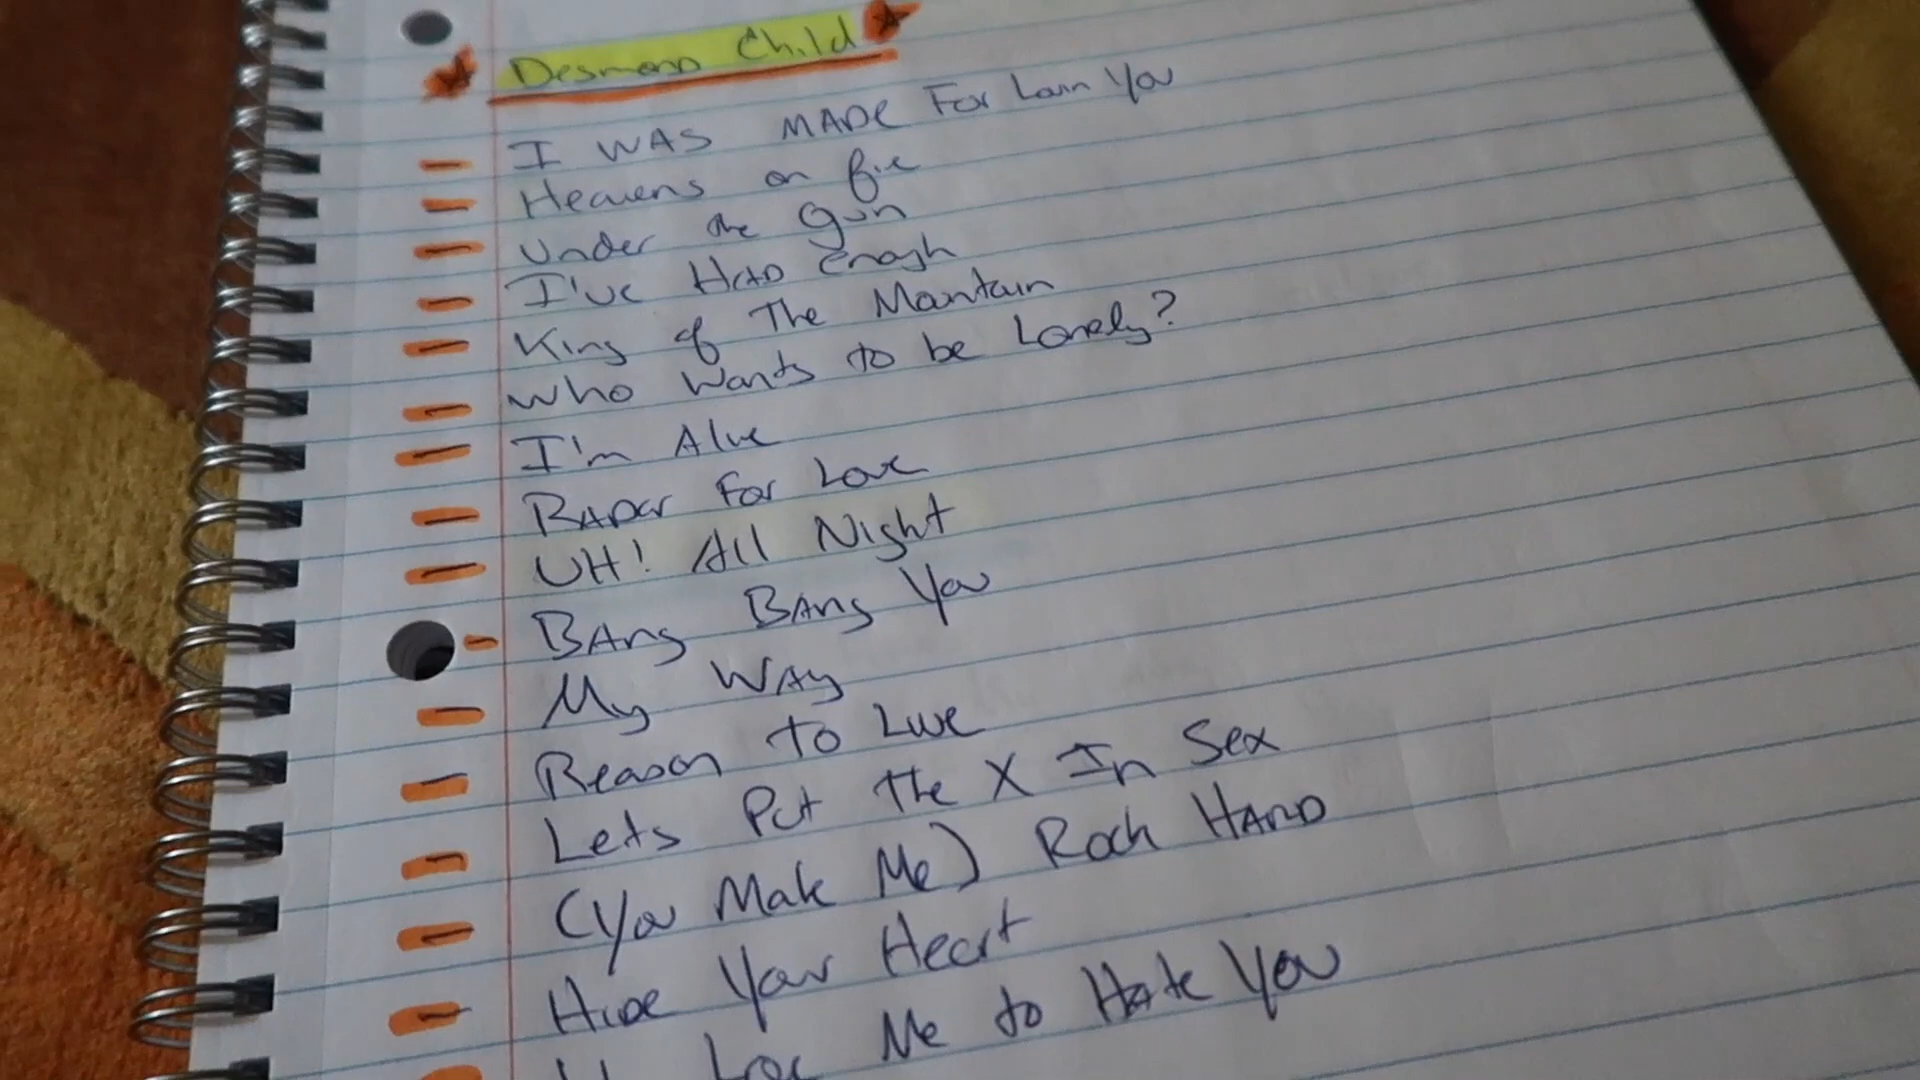 Desmond Child
I WAS MADE For Lovin You
Heavens on fire
Under the Gun
I've HAD Enough
King of The Mountain
Who Wants to be Lonely?
I'm Alive
RADAr For Love
UH! All Night
BAng BAng You
My WAy
Reason to Live
Lets Put the X In Sex
(You Make Me) Rock HARD
Hide Your Heart
Me to Hate You